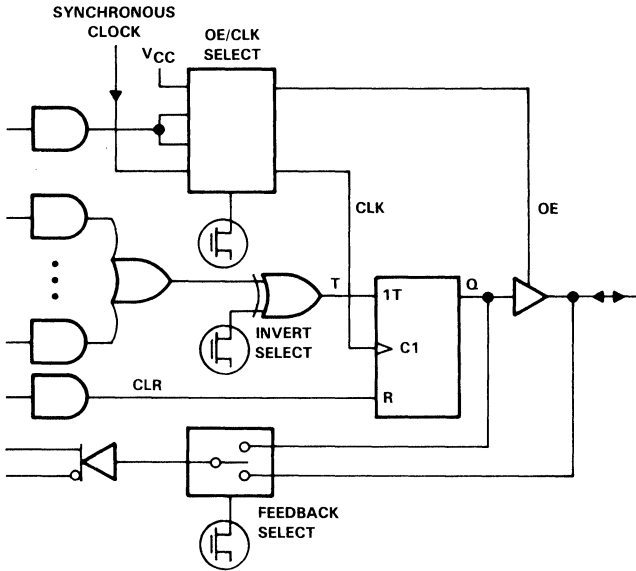 SYNCHRONOUS
CLOCK
VCC
OE/CLK
SELECT
CLK
OE
T
1T
Q
C1
R
INVERT
SELECT
CLR
FEEDBACK
SELECT